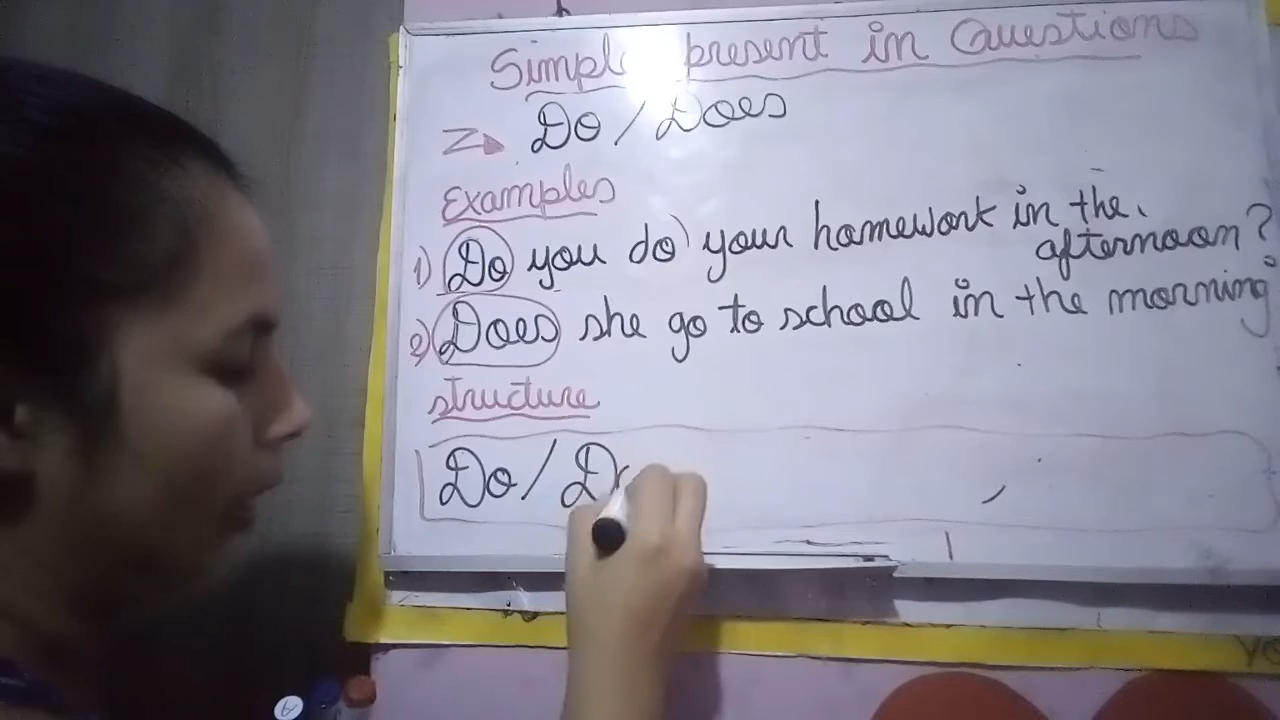 Simple present in Questions
Do / Does
Examples
1) Do you do your homework in the
afternoon?
2) Does she go to school in the morning
structure
Do / Do
A